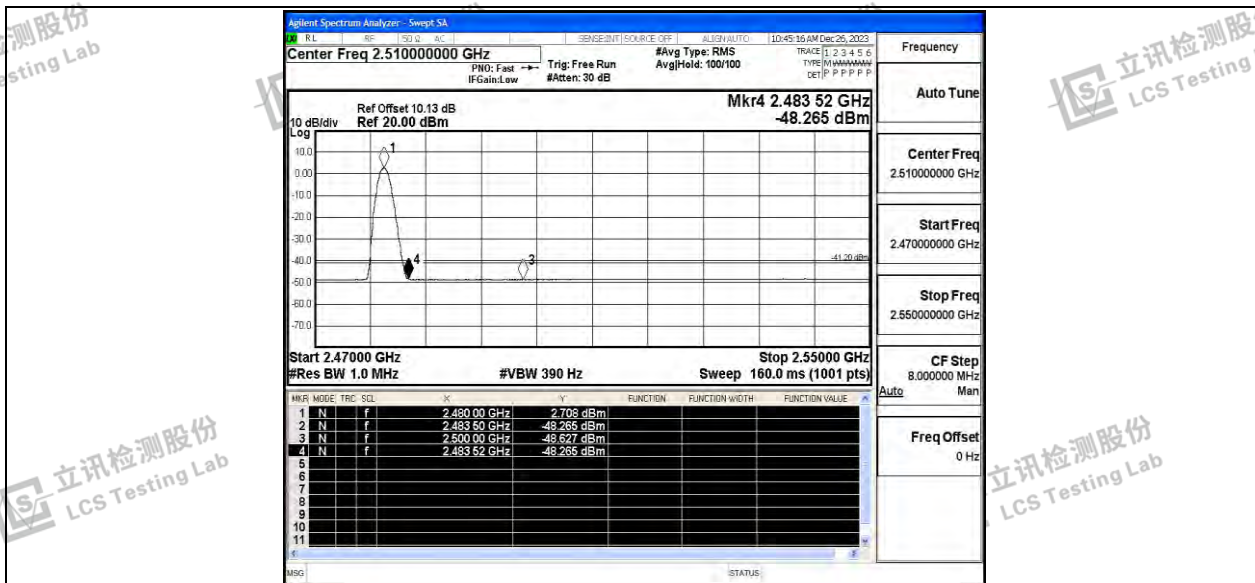 Agilent Spectrum Analyzer - Swept SA
RL RF 50 Ω AC SENSE:INT SOURCE OFF ALIGN AUTO 10:45:16 AM Dec 26, 2023
Center Freq 2.510000000 GHz
PNO: Fast
IFGain:Low
Trig: Free Run
#Atten: 30 dB
#Avg Type: RMS
Avg|Hold: 100/100
TRACE 1 2 3 4 5 6
TYPE M
DET P P P P P P
Ref Offset 10.13 dB
Ref 20.00 dBm
10 dB/div
Log
Mkr4 2.483 52 GHz
-48.265 dBm
10.0
0.00
-10.0
-20.0
-30.0
-40.0
-50.0
-60.0
-70.0
1
4
3
-41.20 dBm
Start 2.47000 GHz
Stop 2.55000 GHz
#Res BW 1.0 MHz
#VBW 390 Hz
Sweep 160.0 ms (1001 pts)
MKR MODE TRC SCL X Y FUNCTION FUNCTION WIDTH FUNCTION VALUE
1 N f 2.480 00 GHz 2.708 dBm
2 N f 2.483 50 GHz -48.265 dBm
3 N f 2.500 00 GHz -48.627 dBm
4 N f 2.483 52 GHz -48.265 dBm
5
6
7
8
9
10
11
MSG
STATUS
Frequency
Auto Tune
Center Freq
2.510000000 GHz
Start Freq
2.470000000 GHz
Stop Freq
2.550000000 GHz
CF Step
8.000000 MHz
Auto Man
Freq Offset
0 Hz
检测股份
esting Lab
立讯检测股
LCS Testing
立讯检测股份
LCS Testing Lab
立讯检测股份
LCS Testing Lab